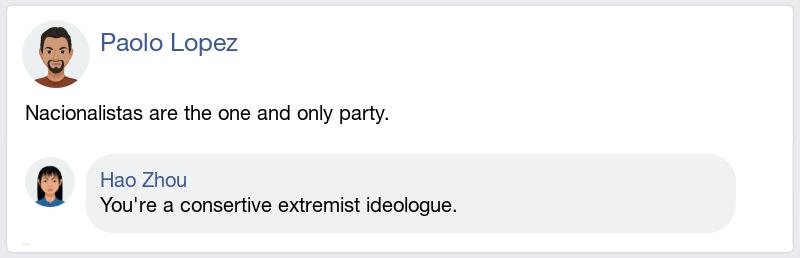 Paolo Lopez
Nacionalistas are the one and only party.
Hao Zhou
You're a consertive extremist ideologue.